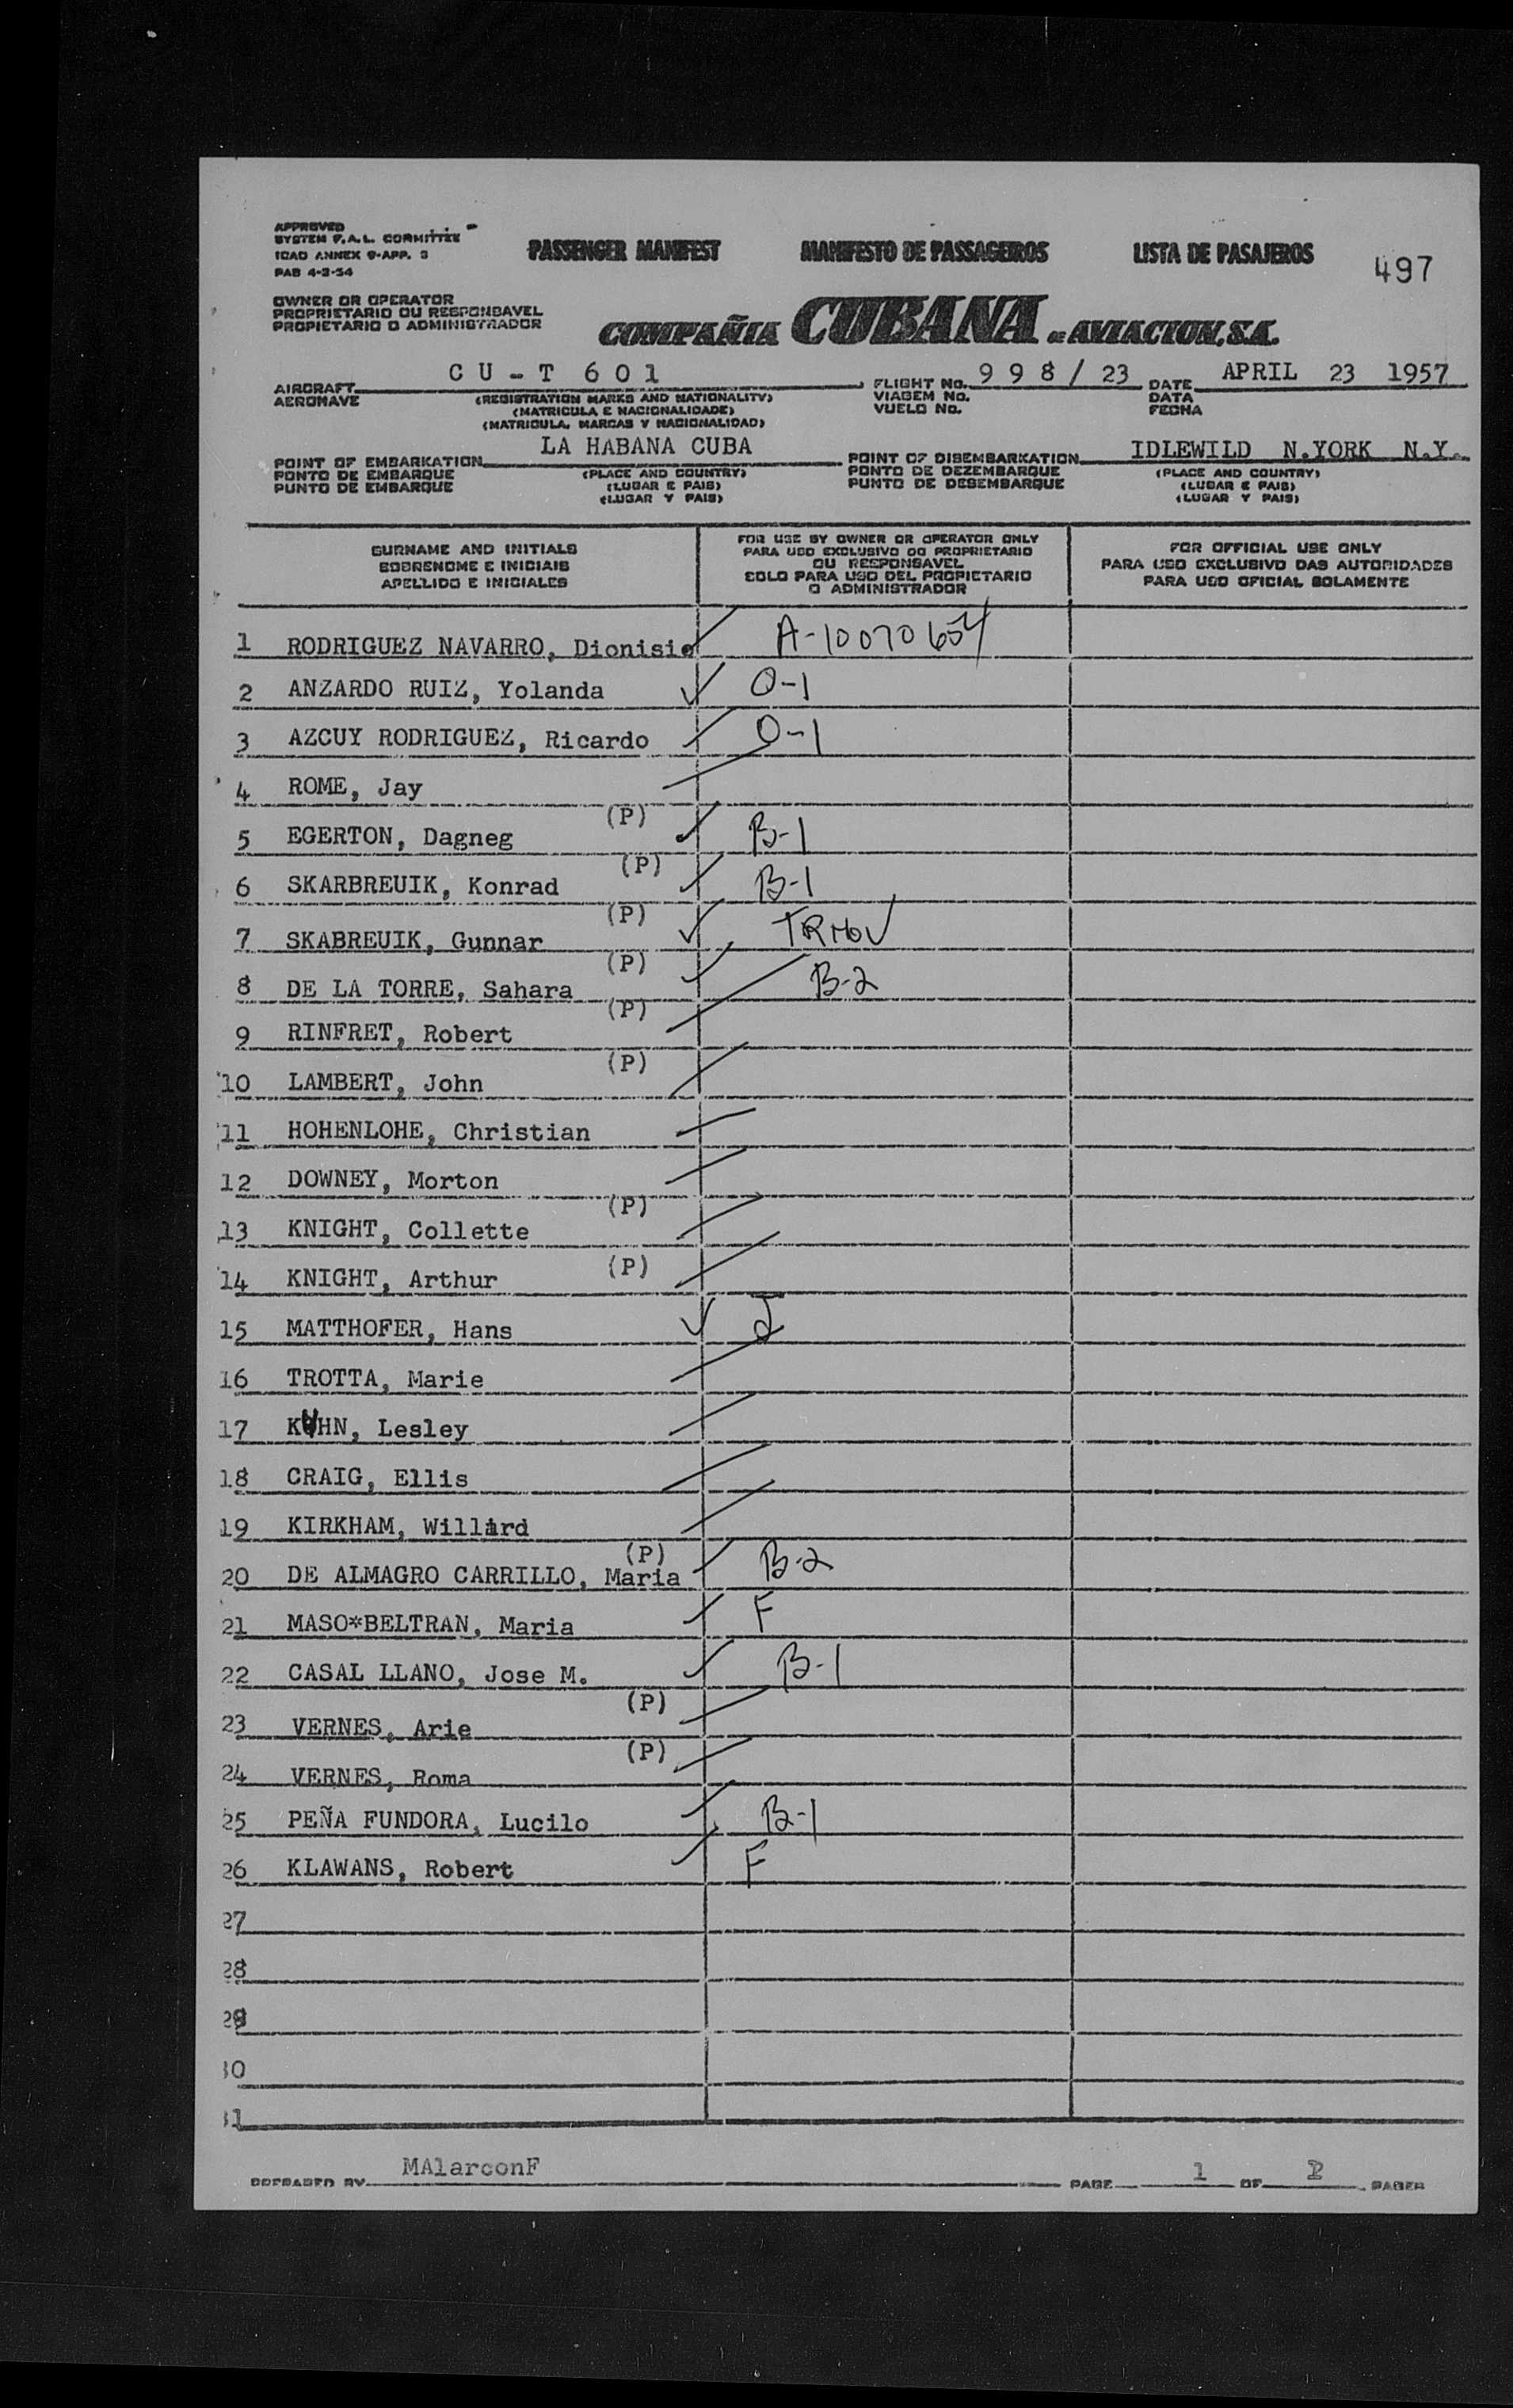 APPROVED
SYSTEM F.A.L. COMMITTEE
ICAO ANNEX 9-APP. 3
PAB 4-2-54
PASSENGER MANIFEST MANIFESTO DE PASSAGEIROS LISTA DE PASAJEROS
497
OWNER OR OPERATOR
PROPRIETARIO OU RESPONSAVEL
PROPIETARIO O ADMINISTRADOR
COMPAÑIA CUBANA DE AVIACION, S.A.
AIRCRAFT CU-T 601 FLIGHT No. 998/23 DATE APRIL 23 1957
AERONAVE (REGISTRATION MARKS AND NATIONALITY) VIAGEM No. DATA
(MATRICULA E NACIONALIDADE) VUELO No. FECHA
(MATRICULA, MARCAS Y NACIONALIDAD)
POINT OF EMBARKATION LA HABANA CUBA POINT OF DISEMBARKATION IDLEWILD N.YORK N.Y.
PONTO DE EMBARQUE (PLACE AND COUNTRY) PONTO DE DEZEMBARQUE (PLACE AND COUNTRY)
PUNTO DE EMBARQUE (LUGAR E PAIS) PUNTO DE DESEMBARQUE (LUGAR E PAIS)
(LUGAR Y PAIS) (LUGAR Y PAIS)
SURNAME AND INITIALS
SOBRENOME E INICIAIS
APELLIDO E INICIALES
FOR USE BY OWNER OR OPERATOR ONLY
PARA USO EXCLUSIVO DO PROPRIETARIO
OU RESPONSAVEL
SOLO PARA USO DEL PROPIETARIO
O ADMINISTRADOR
FOR OFFICIAL USE ONLY
PARA USO EXCLUSIVO DAS AUTORIDADES
PARA USO OFICIAL SOLAMENTE
1 RODRIGUEZ NAVARRO, Dionisio A-10070654
2 ANZARDO RUIZ, Yolanda O-1
3 AZCUY RODRIGUEZ, Ricardo O-1
4 ROME, Jay
5 EGERTON, Dagneg (P) B-1
6 SKARBREUIK, Konrad (P) B-1
7 SKABREUIK, Gunnar (P)
8 DE LA TORRE, Sahara (P) B-2
9 RINFRET, Robert (P)
10 LAMBERT, John (P)
11 HOHENLOHE, Christian
12 DOWNEY, Morton
13 KNIGHT, Collette (P)
14 KNIGHT, Arthur (P)
15 MATTHOFER, Hans J
16 TROTTA, Marie
17 KUHN, Lesley
18 CRAIG, Ellis
19 KIRKHAM, Willard
20 DE ALMAGRO CARRILLO, Maria (P) B-2
21 MASO*BELTRAN, Maria F
22 CASAL LLANO, Jose M. B-1
23 VERNES, Arie (P)
24 VERNES, Roma (P)
25 PEÑA FUNDORA, Lucilo B-1
26 KLAWANS, Robert F
27
28
29
30
31
PREPARED BY MAlarconF PAGE 1 OF 2 PAGES